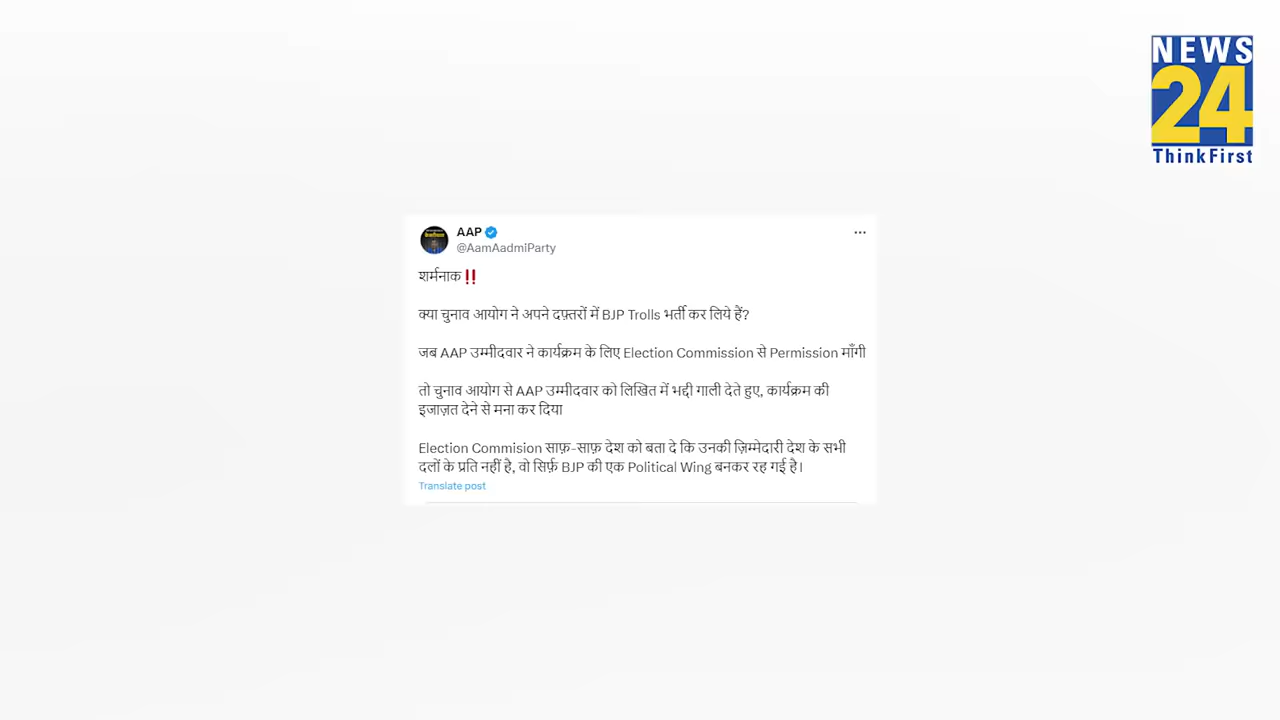 NEWS
24
ThinkFirst
AAP
@AamAadmiParty
शर्मनाक‼️
क्या चुनाव आयोग ने अपने दफ़्तरों में BJP Trolls भर्ती कर लिये हैं?
जब AAP उम्मीदवार ने कार्यक्रम के लिए Election Commission से Permission माँगी
तो चुनाव आयोग से AAP उम्मीदवार को लिखित में भद्दी गाली देते हुए, कार्यक्रम की
इजाज़त देने से मना कर दिया
Election Commision साफ़-साफ़ देश को बता दे कि उनकी ज़िम्मेदारी देश के सभी
दलों के प्रति नहीं है, वो सिर्फ़ BJP की एक Political Wing बनकर रह गई है।
Translate post